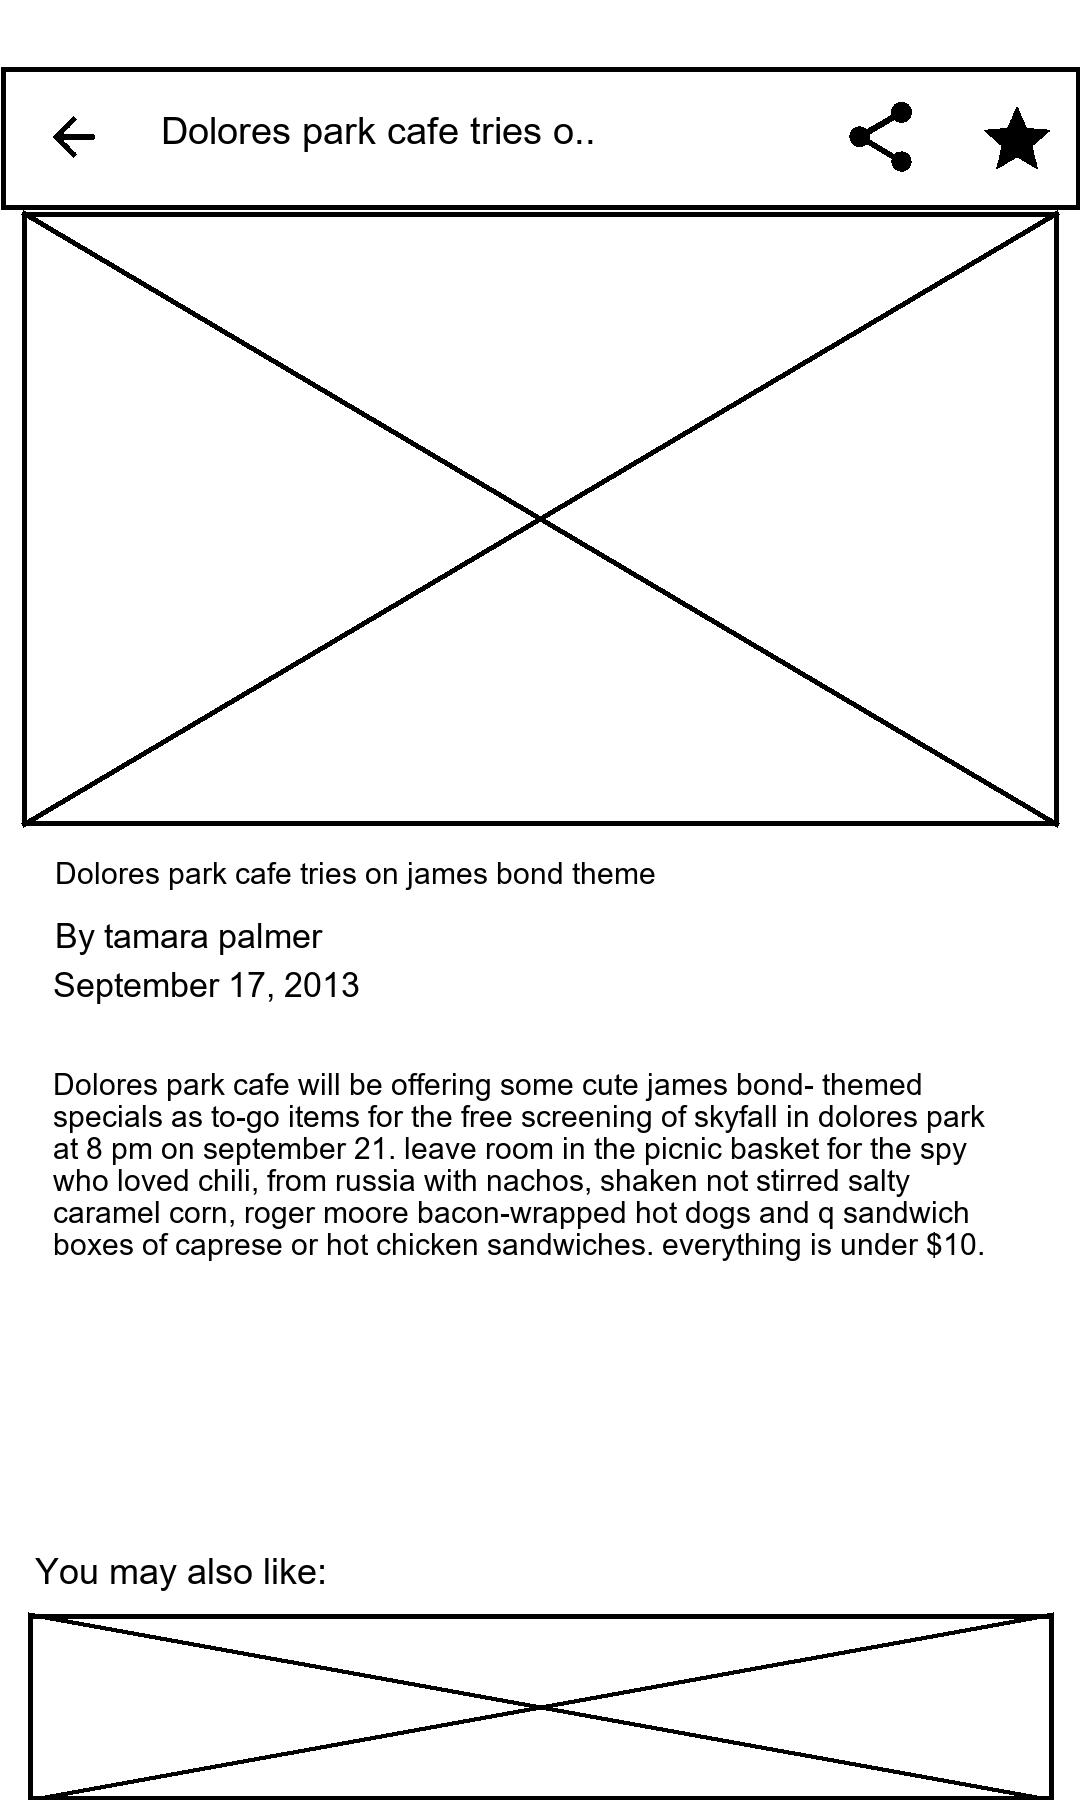 Dolores park cafe tries o..
Dolores park cafe tries on james bond theme
By tamara palmer
September 17, 2013
Dolores park cafe will be offering some cute james bond- themed
specials as to-go items for the free screening of skyfall in dolores park
at 8 pm on september 21. leave room in the picnic basket for the spy
who loved chili, from russia with nachos, shaken not stirred salty
caramel corn, roger moore bacon-wrapped hot dogs and q sandwich
boxes of caprese or hot chicken sandwiches. everything is under $10.
You may also like: